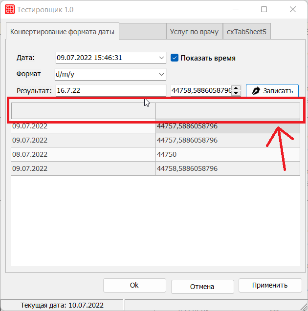 Тестировщик 1.0
Конвертирование формата даты Услуг по врачу cxTabSheet5
Дата: 09.07.2022 15:46:31 Показать время
Формат d/m/y
Результат: 16.7.22 44758,5886058796 Записать
09.07.2022 44757,5886058796
09.07.2022 44757,5886058796
08.07.2022 44750
09.07.2022 44758,5886058796
Ok Отмена Применить
Текущая дата: 10.07.2022